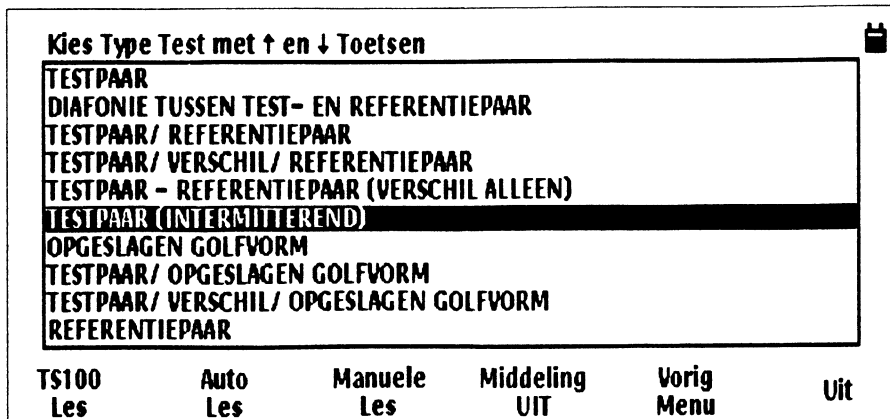 Kies Type Test met ↑ en ↓ Toetsen
TESTPAAR
DIAFONIE TUSSEN TEST- EN REFERENTIEPAAR
TESTPAAR/ REFERENTIEPAAR
TESTPAAR/ VERSCHIL/ REFERENTIEPAAR
TESTPAAR - REFERENTIEPAAR (VERSCHIL ALLEEN)
TESTPAAR (INTERMITTEREND)
OPGESLAGEN GOLFVORM
TESTPAAR/ OPGESLAGEN GOLFVORM
TESTPAAR/ VERSCHIL/ OPGESLAGEN GOLFVORM
REFERENTIEPAAR
TS100 Auto Manuele Middeling Vorig Uit
Les Les Les UIT Menu